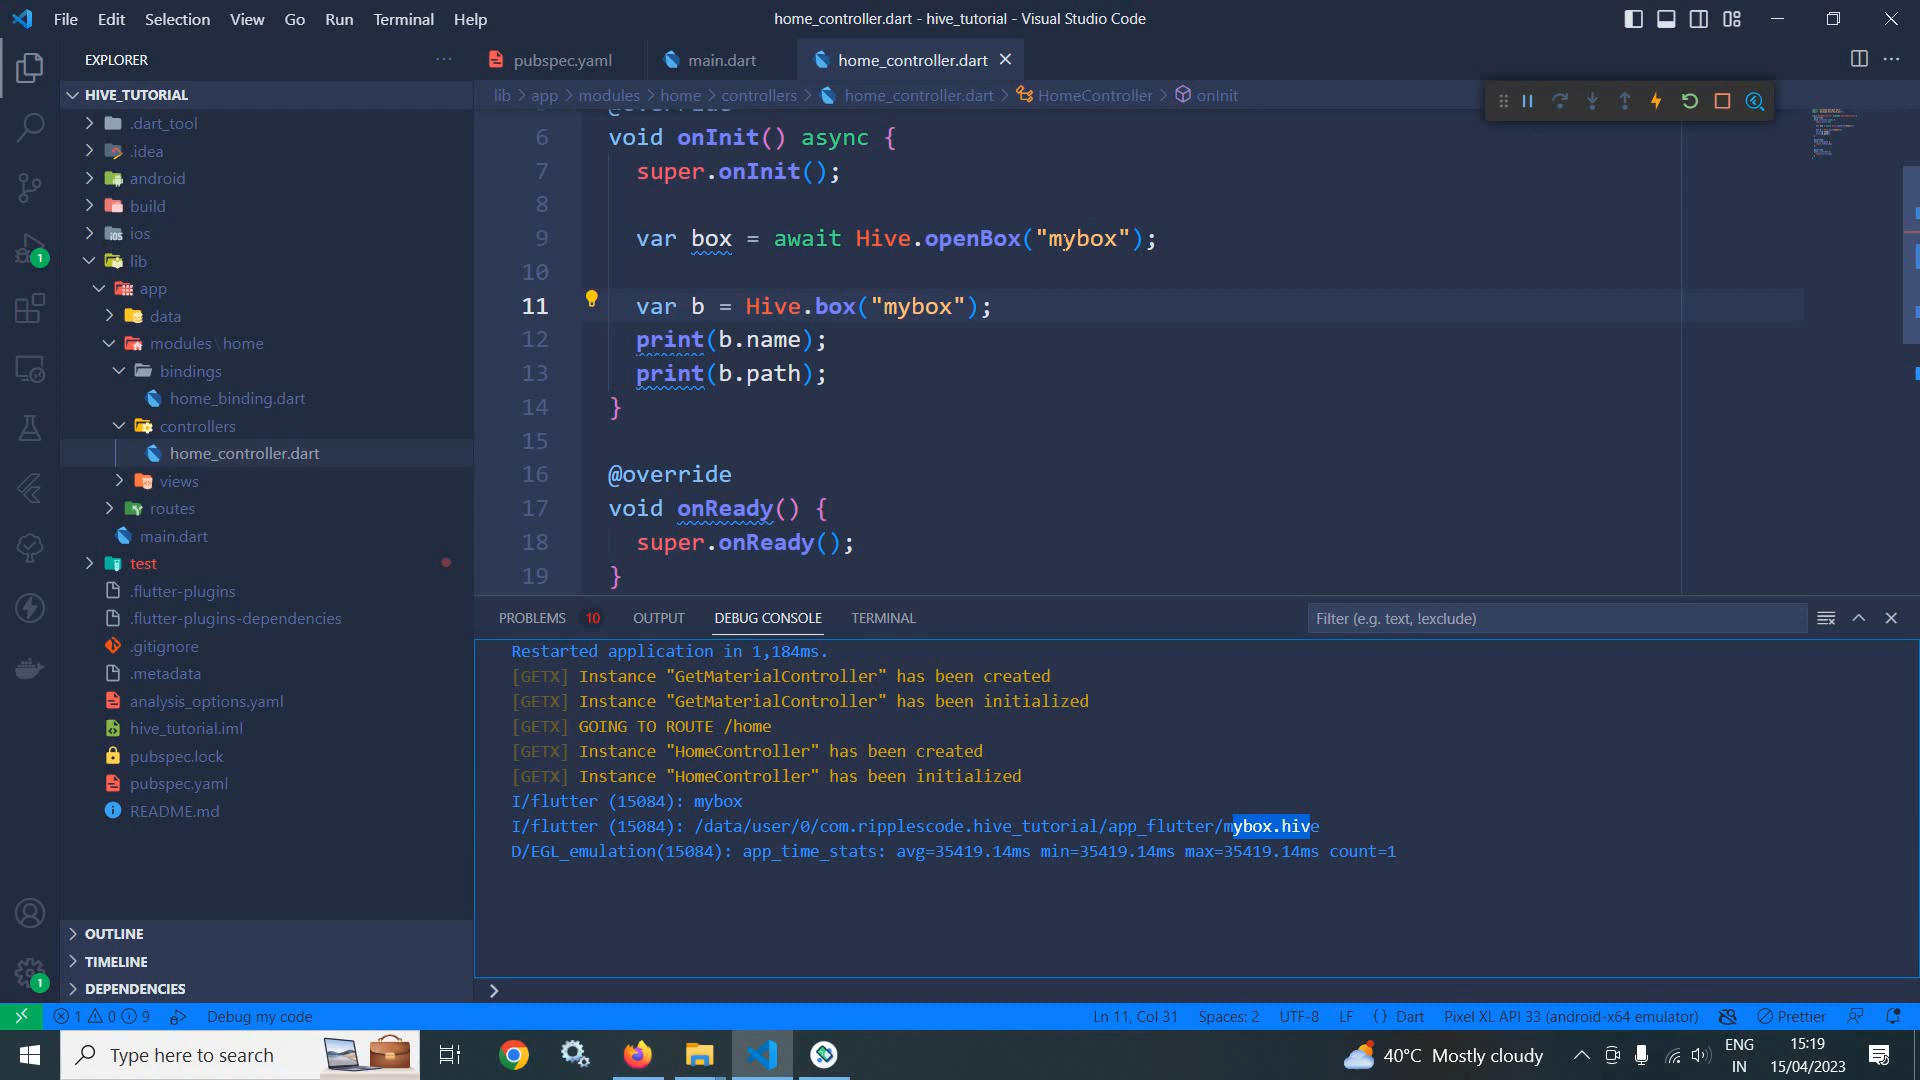 File Edit Selection View Go Run Terminal Help
home_controller.dart - hive_tutorial - Visual Studio Code
EXPLORER
pubspec.yaml main.dart home_controller.dart
HIVE_TUTORIAL
lib > app > modules > home > controllers > home_controller.dart > HomeController > onInit
.dart_tool
.idea
android
build
ios
lib
app
data
modules\home
bindings
home_binding.dart
controllers
home_controller.dart
views
routes
main.dart
test
.flutter-plugins
.flutter-plugins-dependencies
.gitignore
.metadata
analysis_options.yaml
hive_tutorial.iml
pubspec.lock
pubspec.yaml
README.md
OUTLINE
TIMELINE
DEPENDENCIES
@override
6 void onInit() async {
7 super.onInit();
8
9 var box = await Hive.openBox("mybox");
10
11 var b = Hive.box("mybox");
12 print(b.name);
13 print(b.path);
14 }
15
16 @override
17 void onReady() {
18 super.onReady();
19 }
PROBLEMS 10 OUTPUT DEBUG CONSOLE TERMINAL
Filter (e.g. text, !exclude)
Restarted application in 1,184ms.
[GETX] Instance "GetMaterialController" has been created
[GETX] Instance "GetMaterialController" has been initialized
[GETX] GOING TO ROUTE /home
[GETX] Instance "HomeController" has been created
[GETX] Instance "HomeController" has been initialized
I/flutter (15084): mybox
I/flutter (15084): /data/user/0/com.ripplescode.hive_tutorial/app_flutter/mybox.hive
D/EGL_emulation(15084): app_time_stats: avg=35419.14ms min=35419.14ms max=35419.14ms count=1
1
1
1 0 9 Debug my code
Ln 11, Col 31 Spaces: 2 UTF-8 LF { } Dart Pixel XL API 33 (android-x64 emulator) Prettier
Type here to search
40°C Mostly cloudy
ENG
IN
15:19
15/04/2023